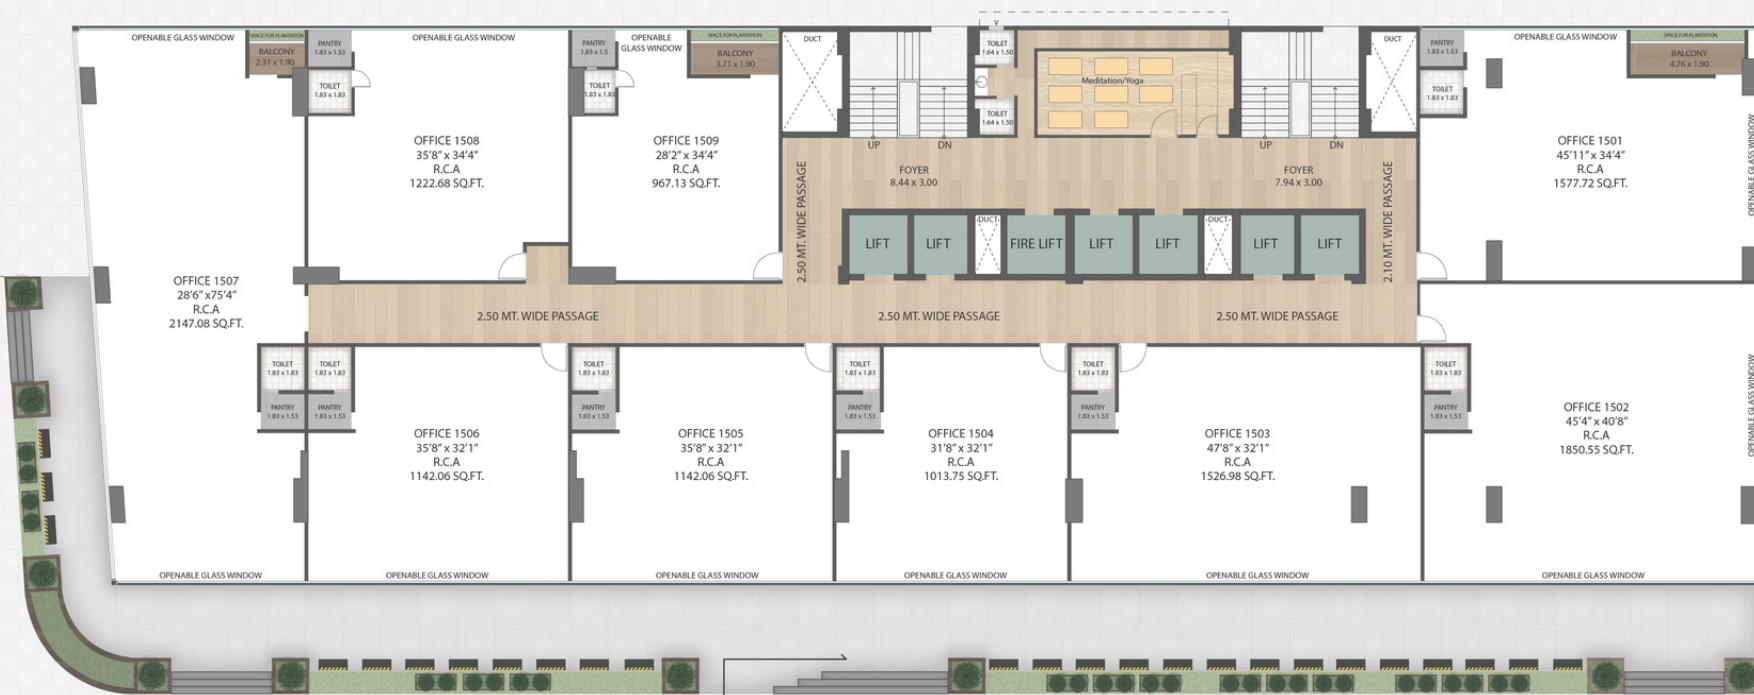 OPENABLE GLASS WINDOW
SPACE FOR PLANTATION
BALCONY
2.31 x 1.90
PANTRY
1.83 x 1.53
TOILET
1.83 x 1.83
OPENABLE GLASS WINDOW
PANTRY
1.83 x 1.5
TOILET
1.83 x 1.83
OPENABLE
GLASS WINDOW
SPACE FOR PLANTATION
BALCONY
3.71 x 1.90
DUCT
UP
DN
TOILET
1.64 x 1.50
TOILET
1.64 x 1.50
Meditation/Yoga
UP
DN
DUCT
PANTRY
1.83 x 1.53
TOILET
1.83 x 1.83
OPENABLE GLASS WINDOW
SPACE FOR PLANTATION
BALCONY
4.76 x 1.90
OFFICE 1508
35'8" x 34'4"
R.C.A
1222.68 SQ.FT.
OFFICE 1509
28'2" x 34'4"
R.C.A
967.13 SQ.FT.
2.50 MT. WIDE PASSAGE
FOYER
8.44 x 3.00
FOYER
7.94 x 3.00
2.10 MT. WIDE PASSAGE
OFFICE 1501
45'11" x 34'4"
R.C.A
1577.72 SQ.FT.
OPENABLE GLASS WINDOW
LIFT
LIFT
DUCT
FIRE LIFT
LIFT
LIFT
DUCT
LIFT
LIFT
OFFICE 1507
28'6" x75'4"
R.C.A
2147.08 SQ.FT.
2.50 MT. WIDE PASSAGE
2.50 MT. WIDE PASSAGE
2.50 MT. WIDE PASSAGE
TOILET
1.83 x 1.83
PANTRY
1.83 x 1.53
TOILET
1.83 x 1.83
PANTRY
1.83 x 1.53
TOILET
1.83 x 1.83
PANTRY
1.83 x 1.53
TOILET
1.83 x 1.83
PANTRY
1.83 x 1.53
TOILET
1.83 x 1.83
PANTRY
1.83 x 1.53
TOILET
1.83 x 1.83
PANTRY
1.83 x 1.53
OFFICE 1506
35'8" x 32'1"
R.C.A
1142.06 SQ.FT.
OFFICE 1505
35'8" x 32'1"
R.C.A
1142.06 SQ.FT.
OFFICE 1504
31'8" x 32'1"
R.C.A
1013.75 SQ.FT.
OFFICE 1503
47'8" x 32'1"
R.C.A
1526.98 SQ.FT.
OFFICE 1502
45'4" x 40'8"
R.C.A
1850.55 SQ.FT.
OPENABLE GLASS WINDOW
OPENABLE GLASS WINDOW
OPENABLE GLASS WINDOW
OPENABLE GLASS WINDOW
OPENABLE GLASS WINDOW
OPENABLE GLASS WINDOW
OPENABLE GLASS WINDOW